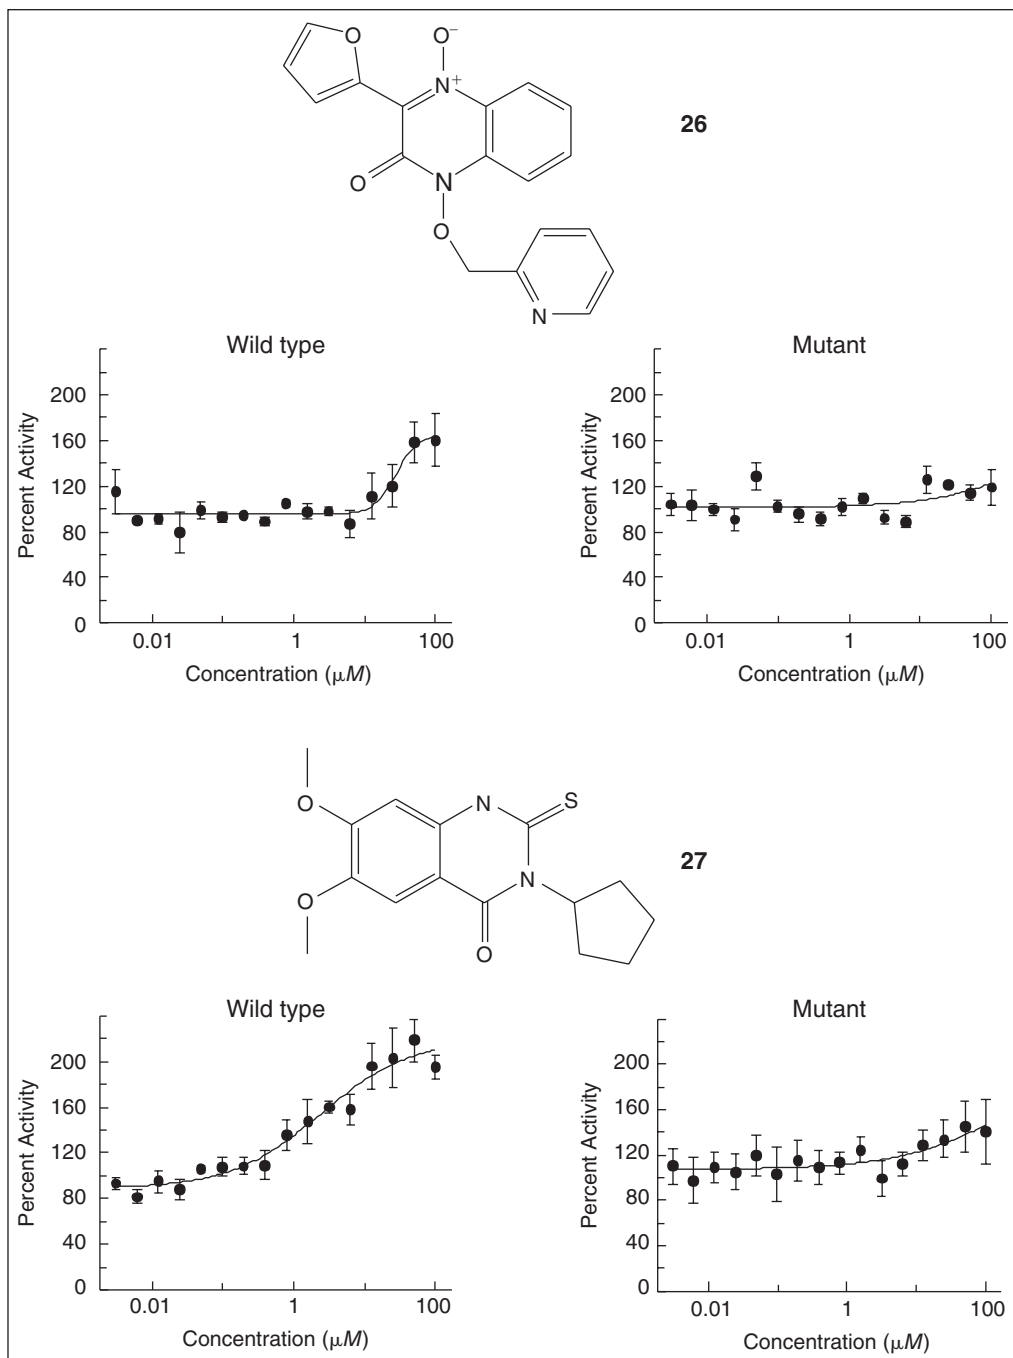 O
O−
N+
26
O
N
O
N
Wild type
Mutant
Percent Activity
200
160
120
80
40
0
0.01
1
100
Concentration (μM)
Percent Activity
200
160
120
80
40
0
0.01
1
100
Concentration (μM)
O
N
S
27
N
O
O
Wild type
Mutant
Percent Activity
200
160
120
80
40
0
0.01
1
100
Concentration (μM)
Percent Activity
200
160
120
80
40
0
0.01
1
100
Concentration (μM)